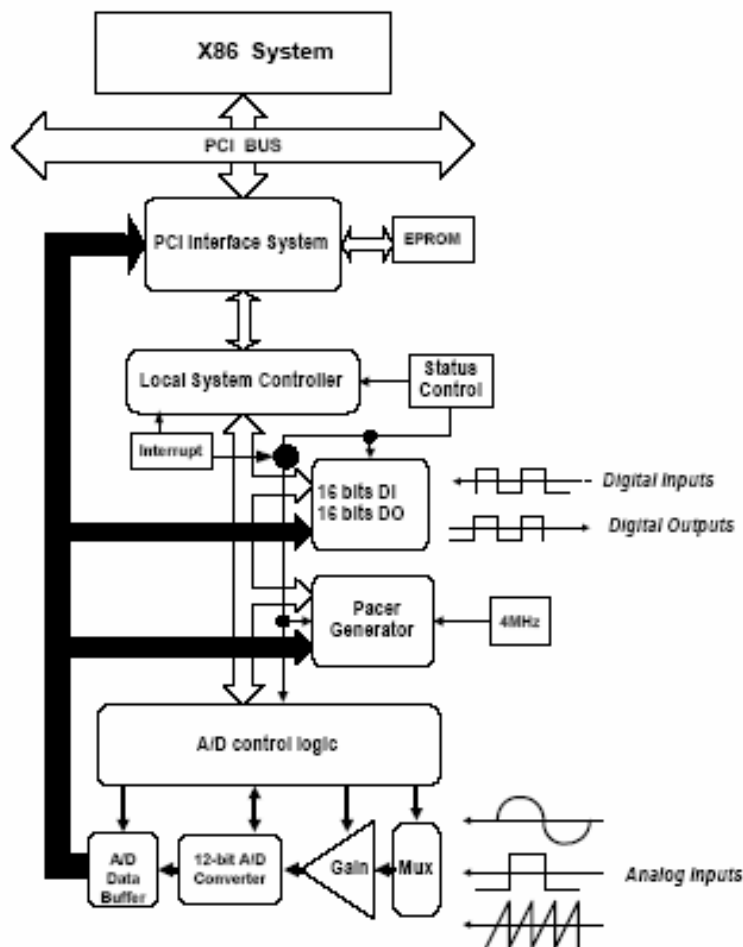 X86 System
PCI BUS
PCI Interface System
EPROM
Local System Controller
Status
Control
Interrupt
16 bits DI
16 bits DO
Digital Inputs
Digital Outputs
Pacer
Generator
4MHz
A/D control logic
A/D
Data
Buffer
12-bit A/D
Converter
Gain
Mux
Analog Inputs